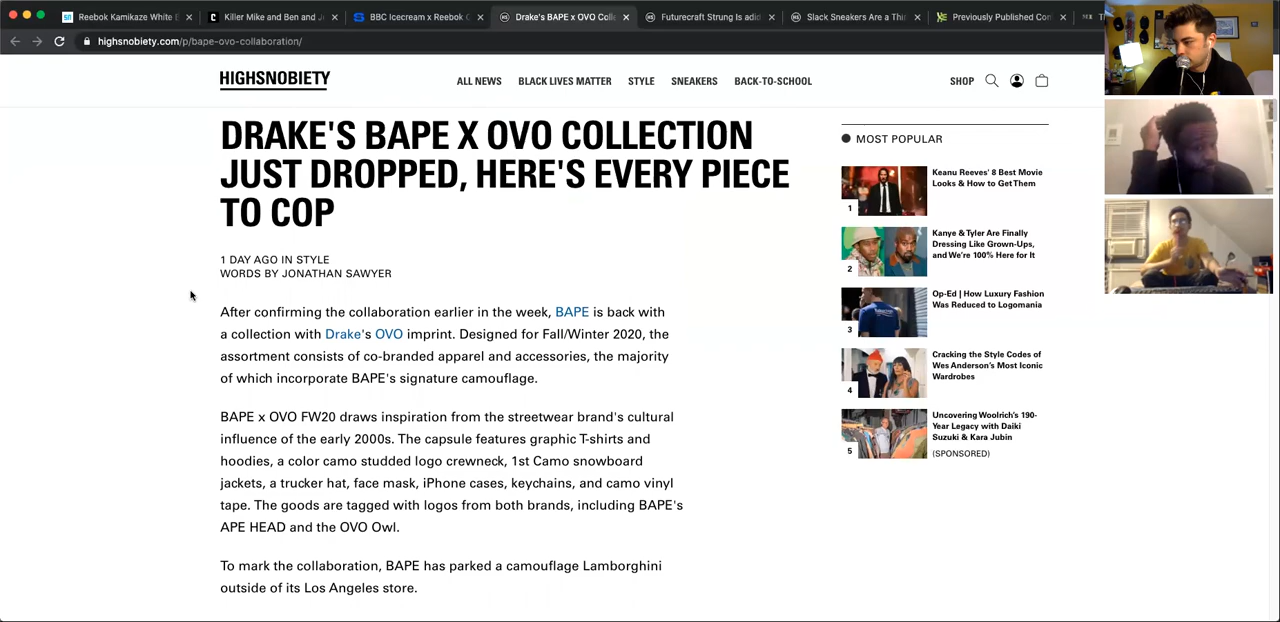 Reebok Kamikaze White E
Killer Mike and Ben and J
BBC Icecream x Reebok C
Drake's BAPE x OVO Colle
Futurecraft Strung Is adid
Slack Sneakers Are a Thin
Previously Published Con
highsnobiety.com/p/bape-ovo-collaboration/
HIGHSNOBIETY
ALL NEWS
BLACK LIVES MATTER
STYLE
SNEAKERS
BACK-TO-SCHOOL
SHOP
DRAKE'S BAPE X OVO COLLECTION
JUST DROPPED, HERE'S EVERY PIECE
TO COP
1 DAY AGO IN STYLE
WORDS BY JONATHAN SAWYER
After confirming the collaboration earlier in the week, BAPE is back with
a collection with Drake's OVO imprint. Designed for Fall/Winter 2020, the
assortment consists of co-branded apparel and accessories, the majority
of which incorporate BAPE's signature camouflage.
BAPE x OVO FW20 draws inspiration from the streetwear brand's cultural
influence of the early 2000s. The capsule features graphic T-shirts and
hoodies, a color camo studded logo crewneck, 1st Camo snowboard
jackets, a trucker hat, face mask, iPhone cases, keychains, and camo vinyl
tape. The goods are tagged with logos from both brands, including BAPE's
APE HEAD and the OVO Owl.
To mark the collaboration, BAPE has parked a camouflage Lamborghini
outside of its Los Angeles store.
MOST POPULAR
1
Keanu Reeves' 8 Best Movie
Looks & How to Get Them
2
Kanye & Tyler Are Finally
Dressing Like Grown-Ups,
and We're 100% Here for It
3
Op-Ed | How Luxury Fashion
Was Reduced to Logomania
4
Cracking the Style Codes of
Wes Anderson's Most Iconic
Wardrobes
5
Uncovering Woolrich's 190-
Year Legacy with Daiki
Suzuki & Kara Jubin
(SPONSORED)